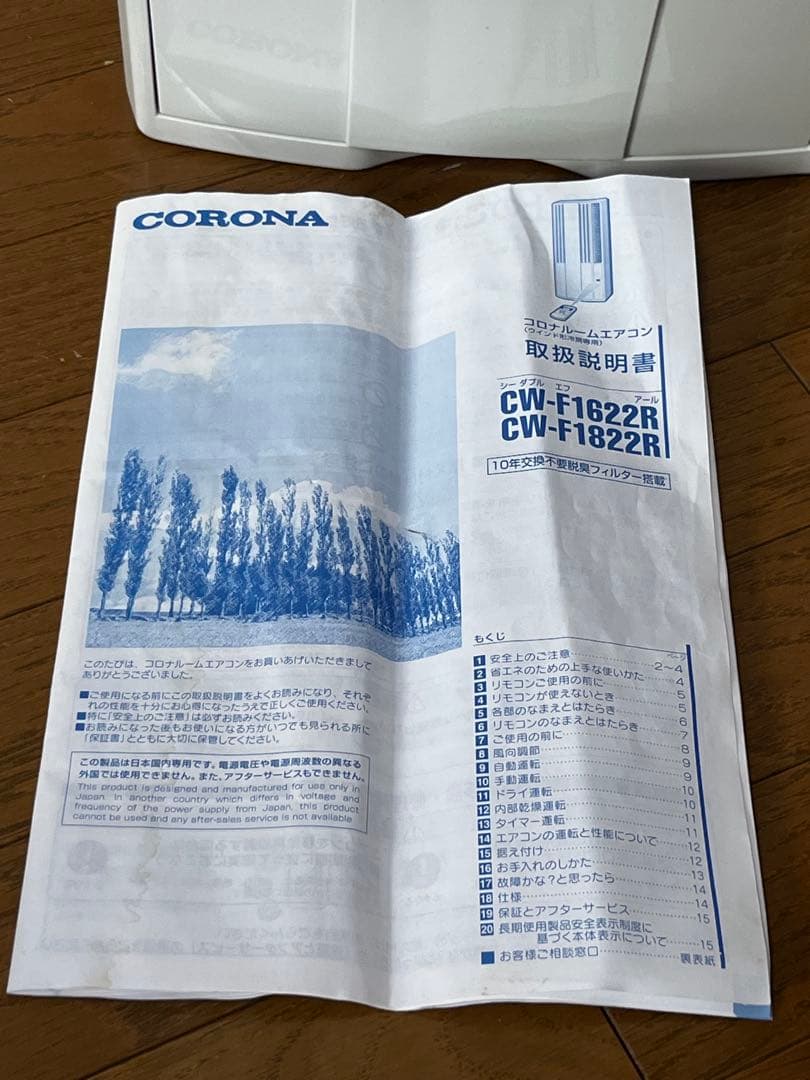 CORONA
コロナルームエアコン
(ウインド形冷房専用)
取扱説明書
シー ダブル エフ アール
CW-F1622R
CW-F1822R
10年交換不要脱臭フィルター搭載
このたびは、コロナルームエアコンをお買いあげいただきまして
ありがとうございました。
■ご使用になる前にこの取扱説明書をよくお読みになり、それぞ
れの性能を十分にお心得になったうえで正しくご使用ください。
■特に「安全上のご注意」は必ずお読みください。
■お読みになった後もお使いになる方がいつでも見られる所に
「保証書」とともに大切に保管してください。
この製品は日本国内専用です。電源電圧や電源周波数の異なる
外国では使用できません。また、アフターサービスもできません。
This product is designed and manufactured for use only in
Japan. In another country which differs in voltage and
frequency of the power supply from Japan, this product
cannot be used and any after-sales service is not available
もくじ
ページ
1 安全上のご注意 2〜4
2 省エネのための上手な使いかた 4
3 リモコンご使用の前に 5
4 リモコンが使えないとき 5
5 各部のなまえとはたらき 6
6 リモコンのなまえとはたらき 7
7 ご使用の前に 8
8 風向調節 8
9 自動運転 9
10 手動運転 9
11 ドライ運転 10
12 内部乾燥運転 10
13 タイマー運転 11
14 エアコンの運転と性能について 11
15 据え付け 12
16 お手入れのしかた 12
17 故障かな?と思ったら 13
18 仕様 14
19 保証とアフターサービス 14
20 長期使用製品安全表示制度に
基づく本体表示について 15
■ お客様ご相談窓口 裏表紙